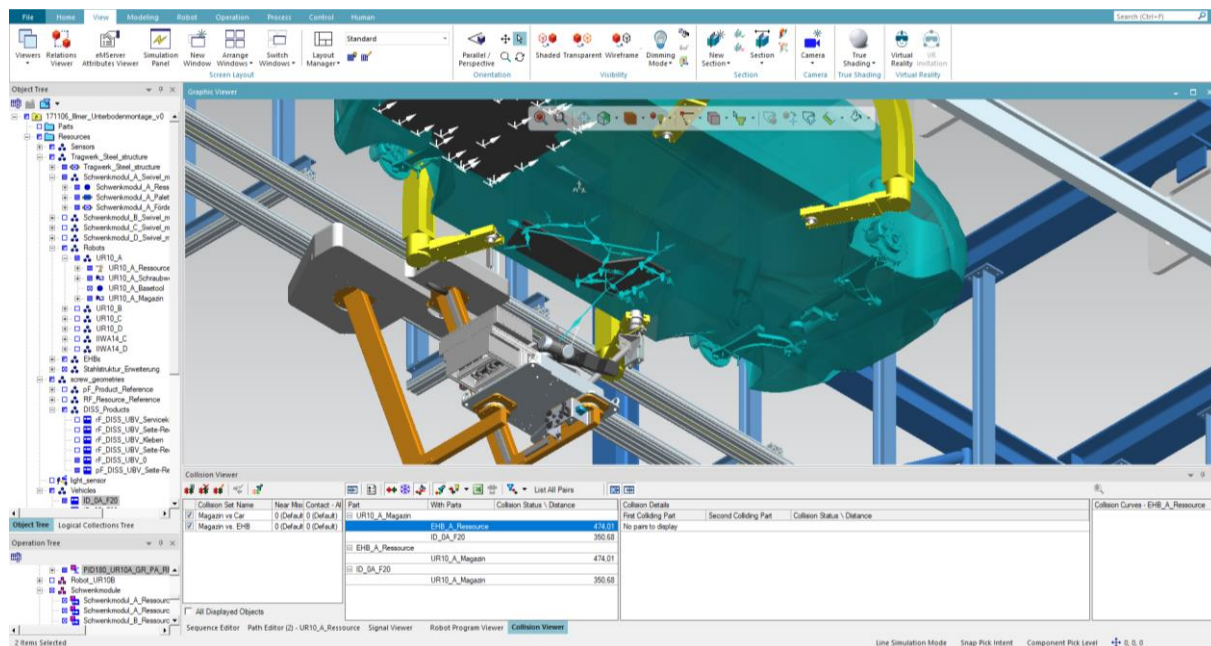 File Home View Modeling Robot Operation Process Control Human Search (Ctrl+F)
Standard
Viewers Relations Viewer eMServer Attributes Viewer Simulation Panel New Window Arrange Windows Switch Windows Layout Manager Parallel / Perspective Shaded Transparent Wireframe Dimming Mode New Section Section Camera True Shading Virtual Reality VR Invitation
Screen Layout Orientation Visibility Section Camera True Shading Virtual Reality
Object Tree
Graphic Viewer
171106_Illmer_Unterbodenmontage_v0
Parts
Resources
Sensors
Tragwerk_Steel_structure
Tragwerk_Steel_structure
Schwenkmodul_A_Swivel_m
Schwenkmodul_A_Ress
Schwenkmodul_A_Palet
Schwenkmodul_A_Förde
Schwenkmodul_B_Swivel_m
Schwenkmodul_C_Swivel_m
Schwenkmodul_D_Swivel_m
Robots
UR10_A
UR10_A_Ressource
UR10_A_Schraubw
UR10_A_Basetool
UR10_A_Magazin
UR10_B
UR10_C
UR10_D
IIWA14_C
IIWA14_D
EHBs
Stahlstruktur_Erweiterung
screw_geometries
pF_Product_Reference
RF_Resource_Reference
DISS_Products
rF_DISS_UBV_Servicek
rF_DISS_UBV_Seite-Re
rF_DISS_UBV_Kleben
rF_DISS_UBV_Seite-Re
rF_DISS_UBV_0
pF_DISS_UBV_Seite-Re
light_sensor
Vehicles
ID_0A_F20
Object Tree Logical Collections Tree
Operation Tree
PID180_UR10A_GR_PA_RI
Robot_UR10B
Schwenkmodule
Schwenkmodul_A_Ressourc
Schwenkmodul_A_Ressourc
Schwenkmodul_B_Ressourc
Collision Viewer
List All Pairs
Collision Set Name Near Mis Contact - Al
Magazin vs Car 0 (Default 0 (Default)
Magazin vs. EHB 0 (Default 0 (Default)
All Displayed Objects
Part With Parts Collision Status \ Distance
UR10_A_Magazin
EHB_A_Ressource 474,01
ID_0A_F20 350,68
EHB_A_Ressource
UR10_A_Magazin 474,01
ID_0A_F20
UR10_A_Magazin 350,68
Collision Details
First Colliding Part Second Colliding Part Collision Status \ Distance
No pairs to display
Collision Curves - EHB_A_Ressource
Sequence Editor Path Editor (2) - UR10_A_Ressource Signal Viewer Robot Program Viewer Collision Viewer
2 Items Selected Line Simulation Mode Snap Pick Intent Component Pick Level 0, 0, 0